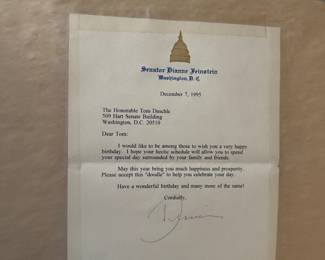 Senator Dianne Feinstein
Washington, D. C.
December 7, 1995
The Honorable Tom Daschle
509 Hart Senate Building
Washington, D.C. 20510
Dear Tom:
I would like to be among those to wish you a very happy
birthday. I hope your hectic schedule will allow you to spend
your special day surrounded by your family and friends.
May this year bring you much happiness and prosperity.
Please accept this "doodle" to help you celebrate your day.
Have a wonderful birthday and many more of the same!
Cordially,